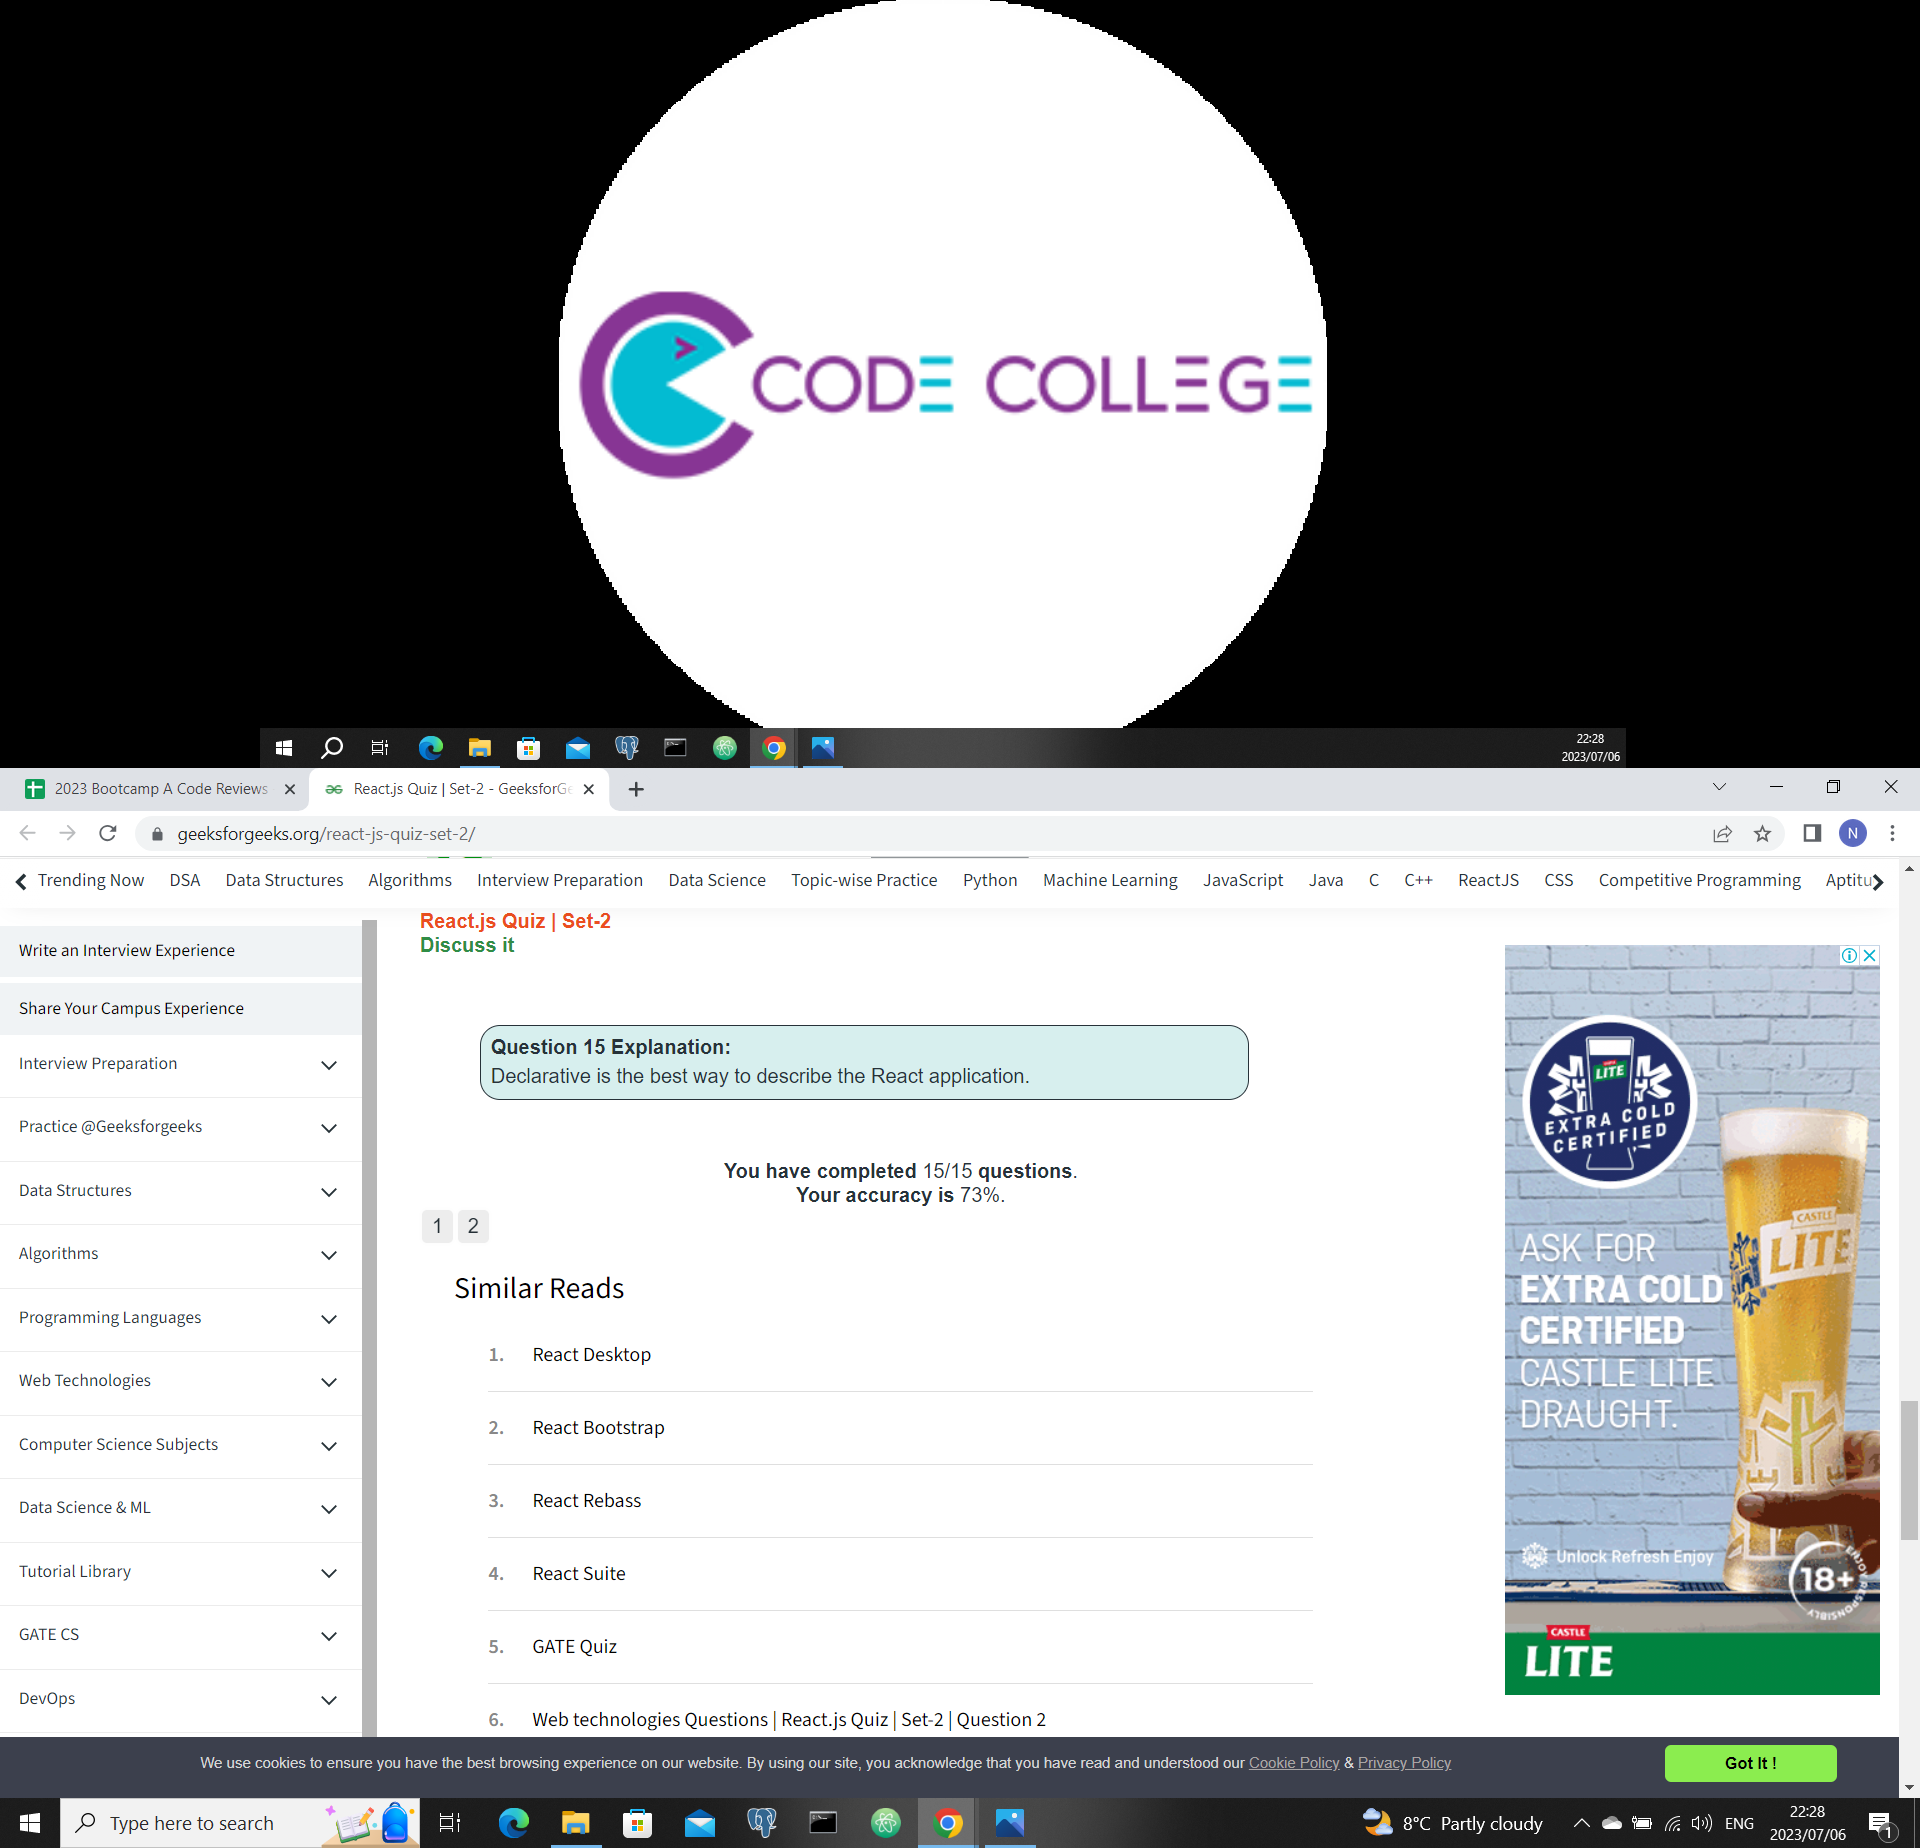 CODE COLLEGE
22:28
2023/07/06
2023 Bootcamp A Code Reviews
React.js Quiz | Set-2 - GeeksforGe
geeksforgeeks.org/react-js-quiz-set-2/
N
Trending Now DSA Data Structures Algorithms Interview Preparation Data Science Topic-wise Practice Python Machine Learning JavaScript Java C C++ ReactJS CSS Competitive Programming Aptitu
Write an Interview Experience
Share Your Campus Experience
Interview Preparation
Practice @Geeksforgeeks
Data Structures
Algorithms
Programming Languages
Web Technologies
Computer Science Subjects
Data Science & ML
Tutorial Library
GATE CS
DevOps
React.js Quiz | Set-2
Discuss it
Question 15 Explanation:
Declarative is the best way to describe the React application.
You have completed 15/15 questions.
Your accuracy is 73%.
1 2
Similar Reads
1. React Desktop
2. React Bootstrap
3. React Rebass
4. React Suite
5. GATE Quiz
6. Web technologies Questions | React.js Quiz | Set-2 | Question 2
CASTLE
LITE
EXTRA COLD
CERTIFIED
CASTLE
LITE
ASK FOR
EXTRA COLD
CERTIFIED
CASTLE LITE
DRAUGHT.
Unlock Refresh Enjoy
18+
ENJOY RESPONSIBLY
CASTLE
LITE
We use cookies to ensure you have the best browsing experience on our website. By using our site, you acknowledge that you have read and understood our Cookie Policy & Privacy Policy
Got It !
Type here to search
8°C Partly cloudy
ENG
22:28
2023/07/06
1